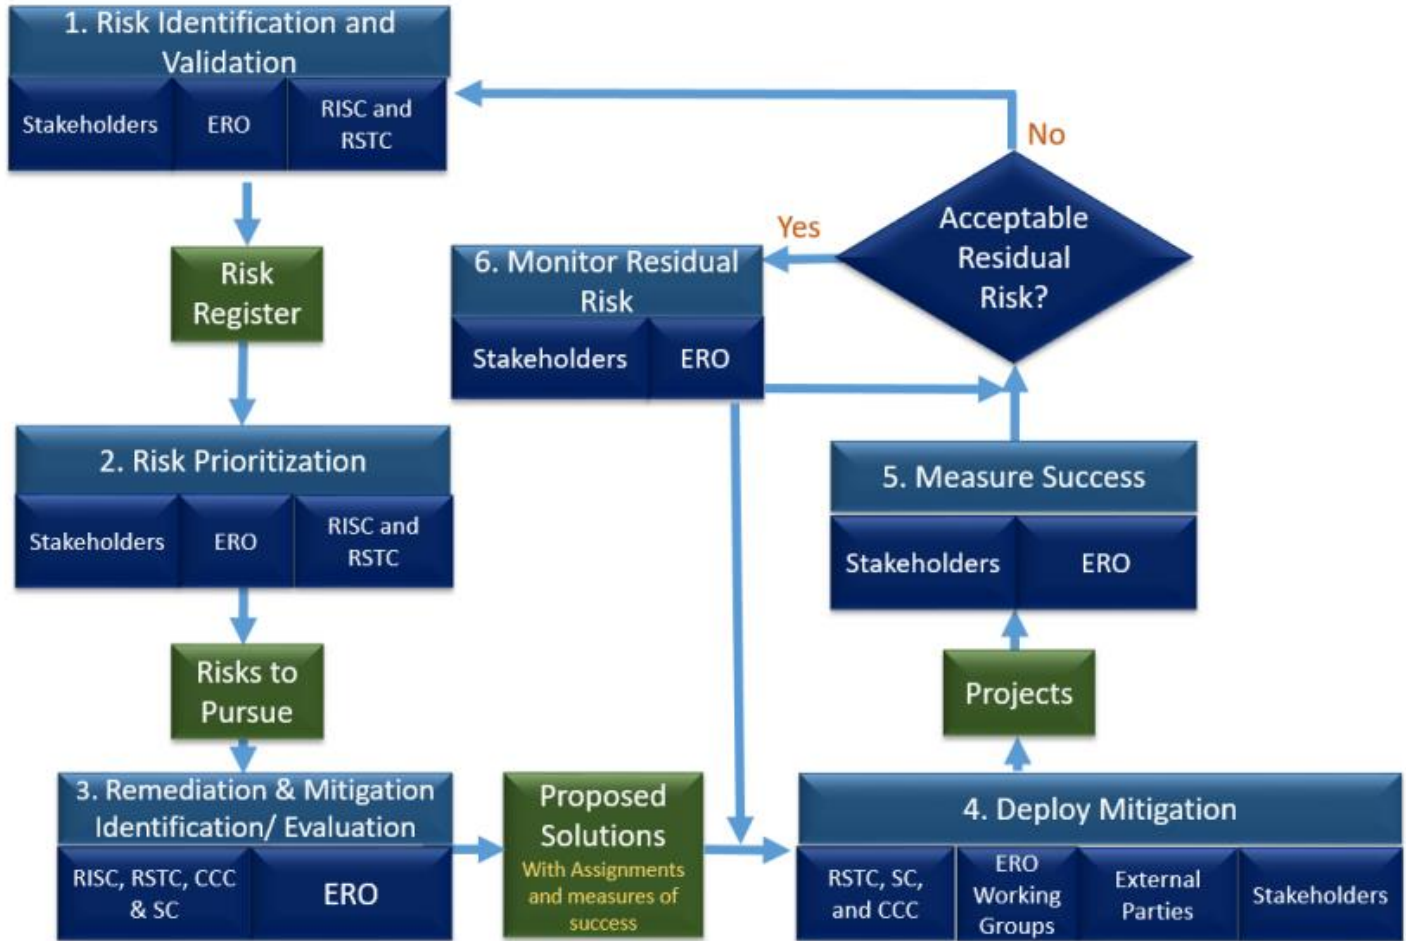 1. Risk Identification and
Validation
Stakeholders
ERO
RISC and
RSTC
Risk
Register
2. Risk Prioritization
Stakeholders
ERO
RISC and
RSTC
Risks to
Pursue
3. Remediation & Mitigation
Identification/ Evaluation
RISC, RSTC, CCC
& SC
ERO
Proposed
Solutions
With Assignments
and measures of
success
4. Deploy Mitigation
RSTC, SC,
and CCC
ERO
Working
Groups
External
Parties
Stakeholders
Projects
5. Measure Success
Stakeholders
ERO
Acceptable
Residual
Risk?
No
Yes
6. Monitor Residual
Risk
Stakeholders
ERO